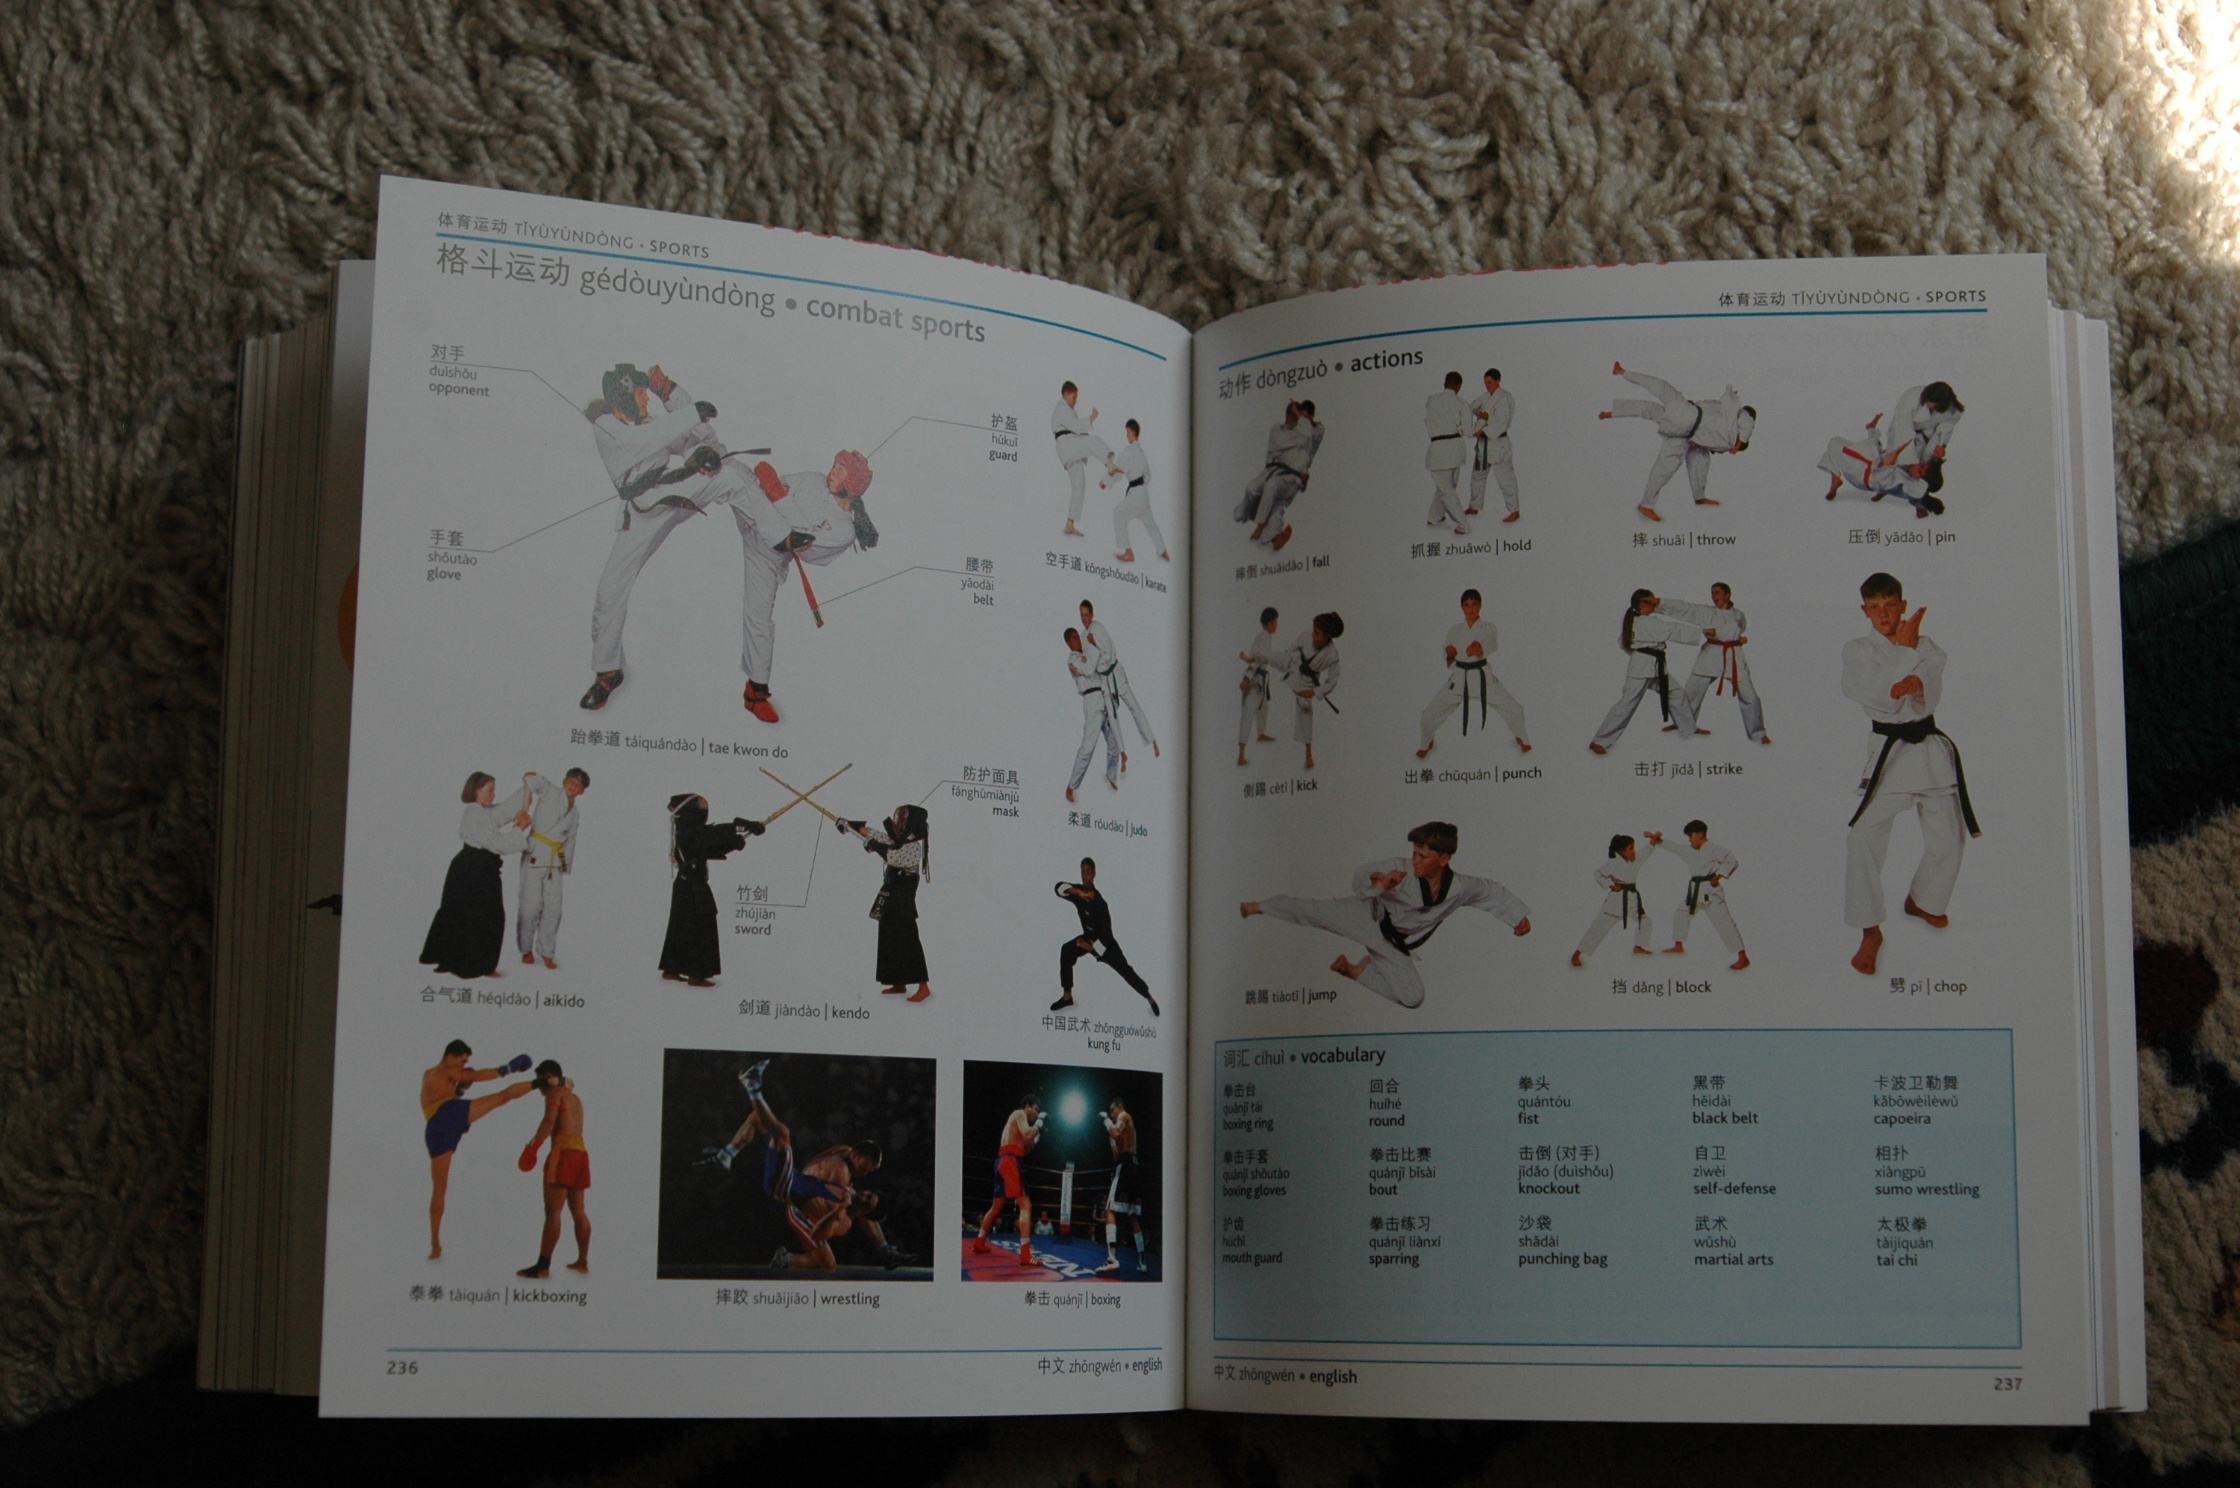 体育运动 TǏYÙYÙNDÒNG • SPORTS
格斗运动 gédòuyùndòng • combat sports
对手
duìshǒu
opponent
手套
shǒutào
glove
护盔
hùkuī
guard
腰带
yāodài
belt
跆拳道 táiquándào | tae kwon do
空手道 kōngshǒudào | karate
柔道 róudào | judo
合气道 héqìdào | aikido
竹剑
zhújiàn
sword
防护面具
fánghùmiànjù
mask
剑道 jiàndào | kendo
中国武术 zhōngguówǔshù
kung fu
泰拳 tàiquán | kickboxing
摔跤 shuāijiāo | wrestling
拳击 quánjī | boxing
236
中文 zhōngwén • english
体育运动 TǏYÙYÙNDÒNG • SPORTS
动作 dòngzuò • actions
摔倒 shuāidǎo | fall
抓握 zhuāwò | hold
摔 shuāi | throw
压倒 yādǎo | pin
侧踢 cètī | kick
出拳 chūquán | punch
击打 jīdǎ | strike
跳踢 tiàotī | jump
挡 dǎng | block
劈 pī | chop
词汇 cíhuì • vocabulary
拳击台
quánjī tái
boxing ring
回合
huíhé
round
拳头
quántóu
fist
黑带
hēidài
black belt
卡波卫勒舞
kǎbōwèilèwǔ
capoeira
拳击手套
quánjī shǒutào
boxing gloves
拳击比赛
quánjī bǐsài
bout
击倒 (对手)
jīdǎo (duìshǒu)
knockout
自卫
zìwèi
self-defense
相扑
xiàngpū
sumo wrestling
护齿
hùchǐ
mouth guard
拳击练习
quánjī liànxí
sparring
沙袋
shādài
punching bag
武术
wǔshù
martial arts
太极拳
tàijíquán
tai chi
中文 zhōngwén • english
237